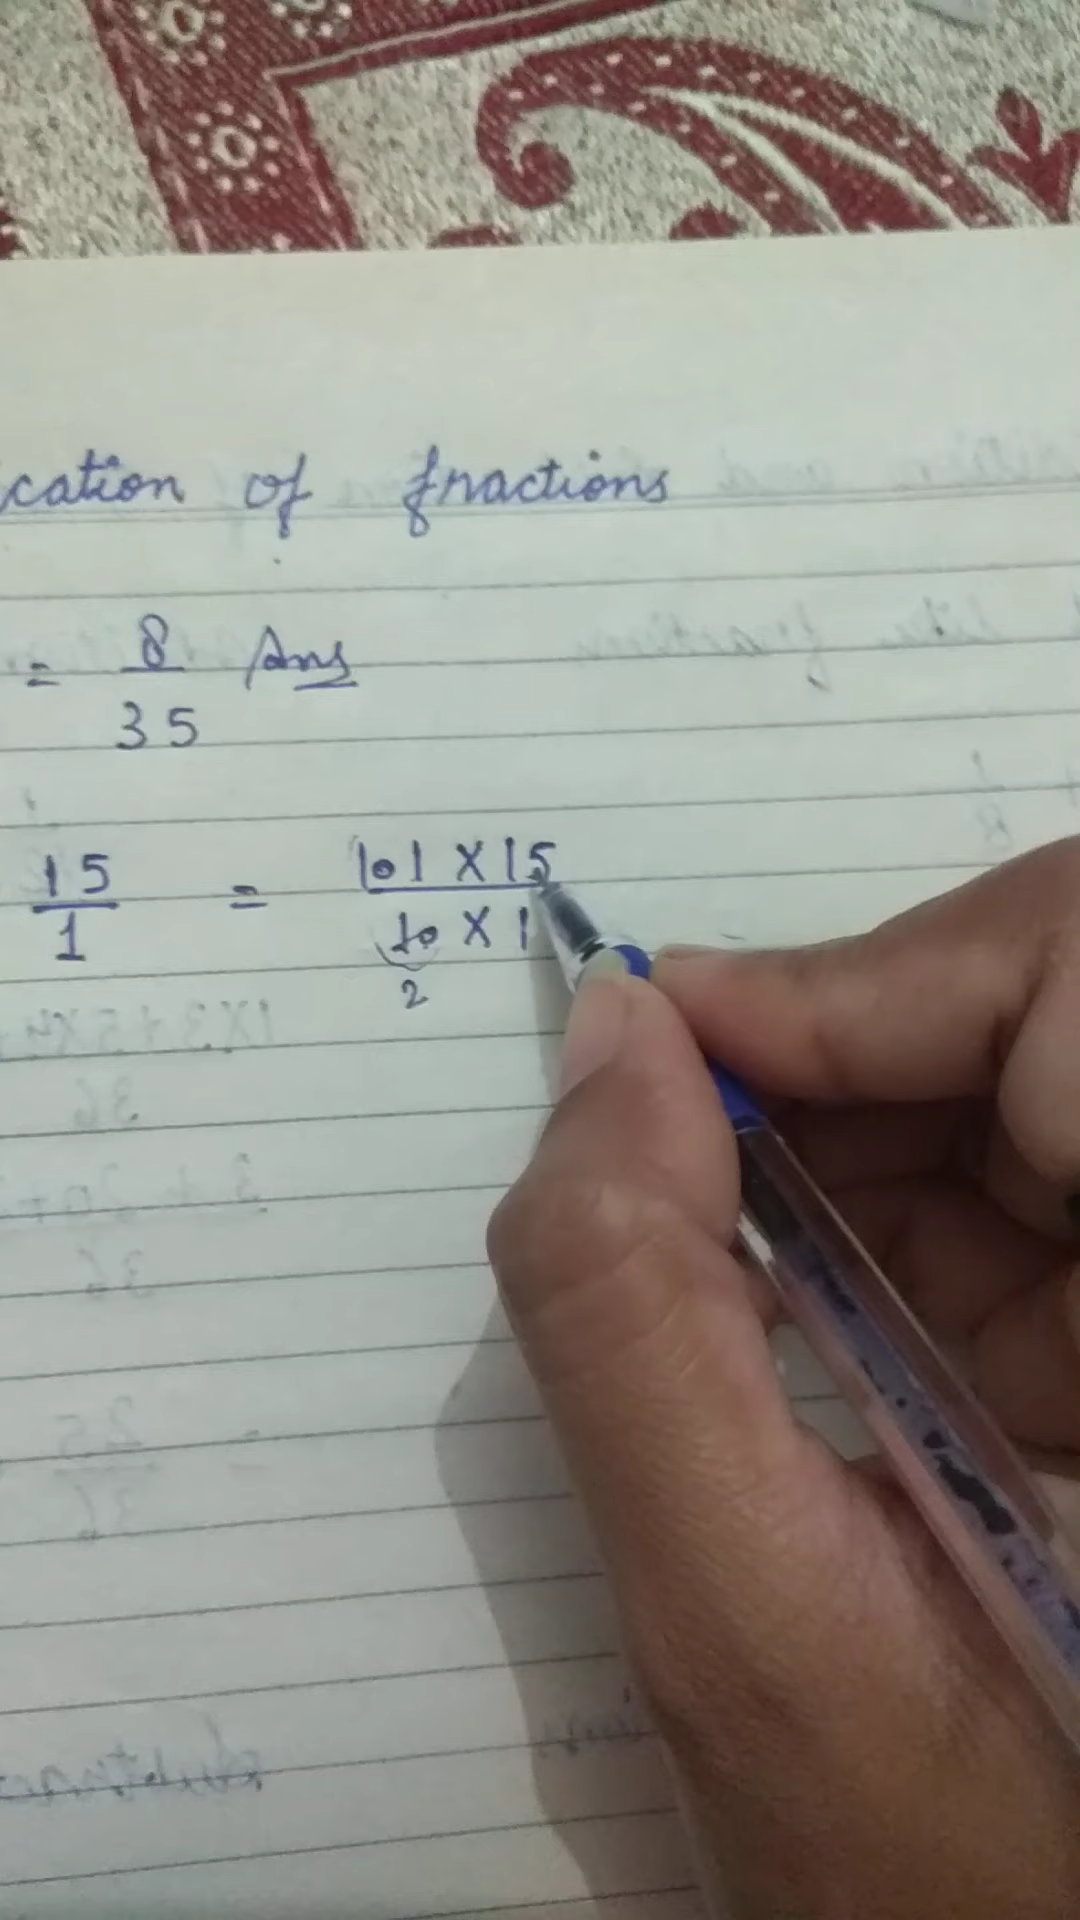 cation of fractions
= 8/35 Ans
15/1 = 101 X 15 / 10 X 1
2